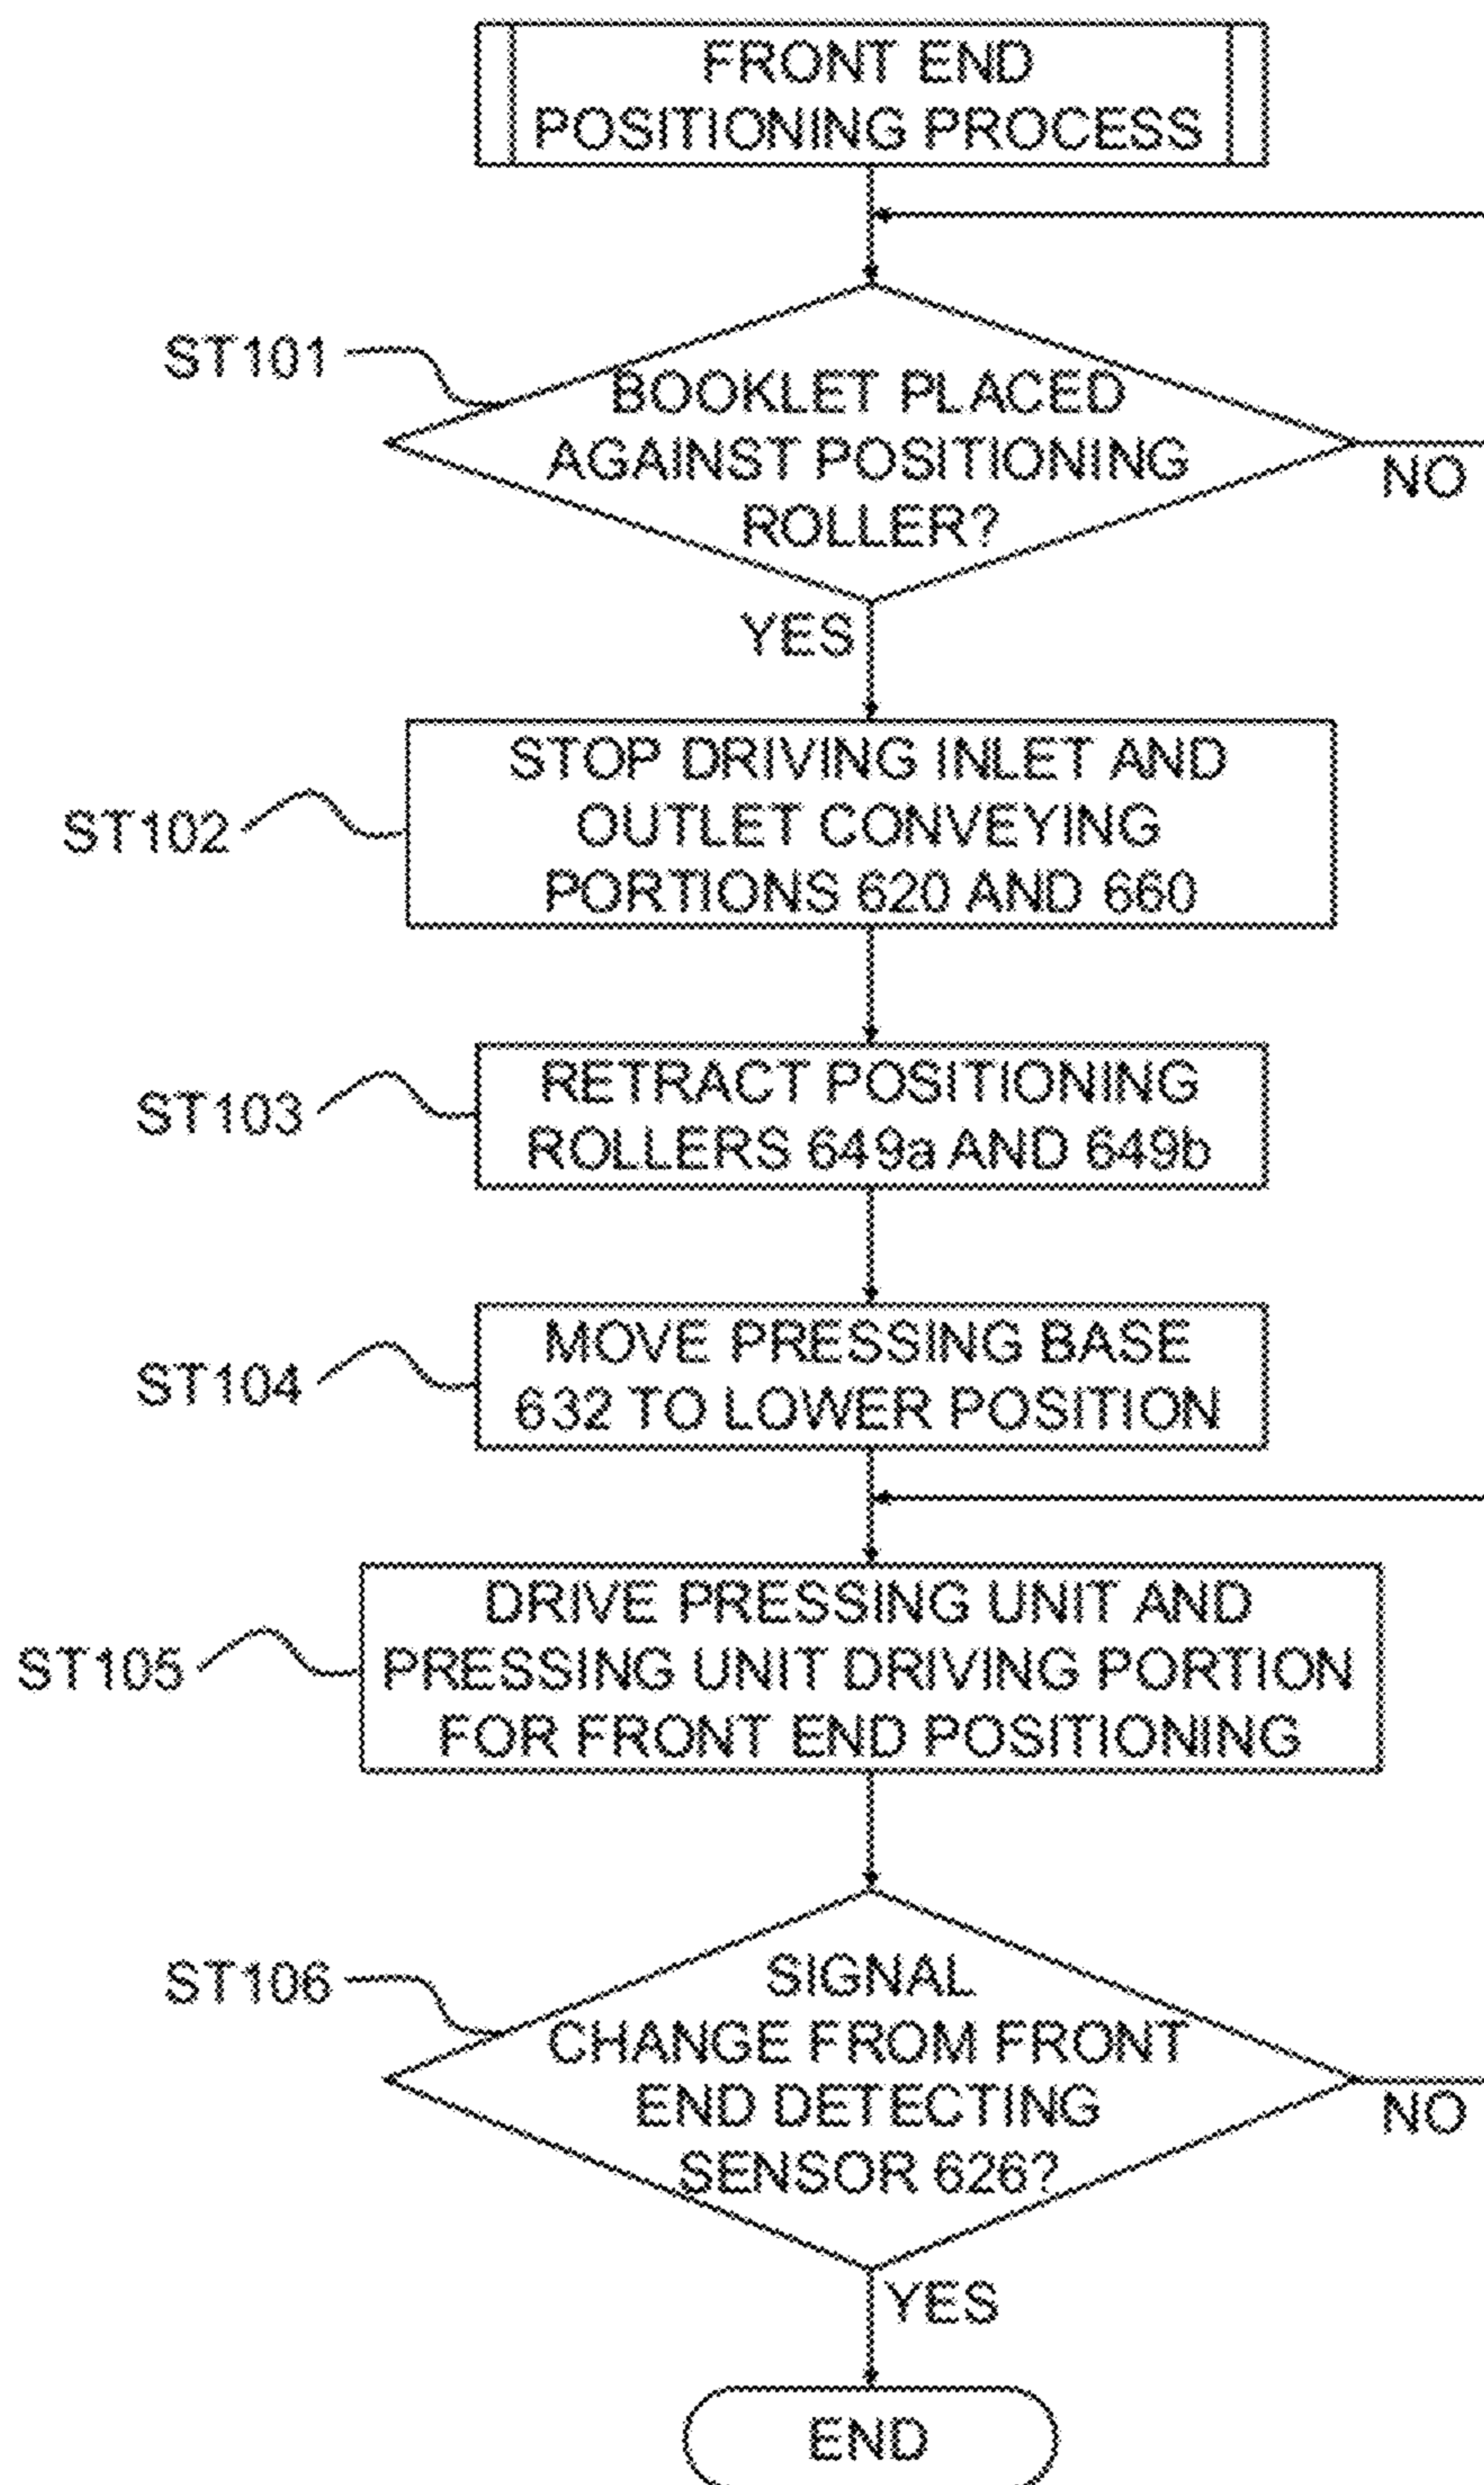 FRONT END
POSITIONING PROCESS
ST101
BOOKLET PLACED
AGAINST POSITIONING
ROLLER?
NO
YES
ST102
STOP DRIVING INLET AND
OUTLET CONVEYING
PORTIONS 620 AND 660
ST103
RETRACT POSITIONING
ROLLERS 649a AND 649b
ST104
MOVE PRESSING BASE
632 TO LOWER POSITION
ST105
DRIVE PRESSING UNIT AND
PRESSING UNIT DRIVING PORTION
FOR FRONT END POSITIONING
ST106
SIGNAL
CHANGE FROM FRONT
END DETECTING
SENSOR 626?
NO
YES
END